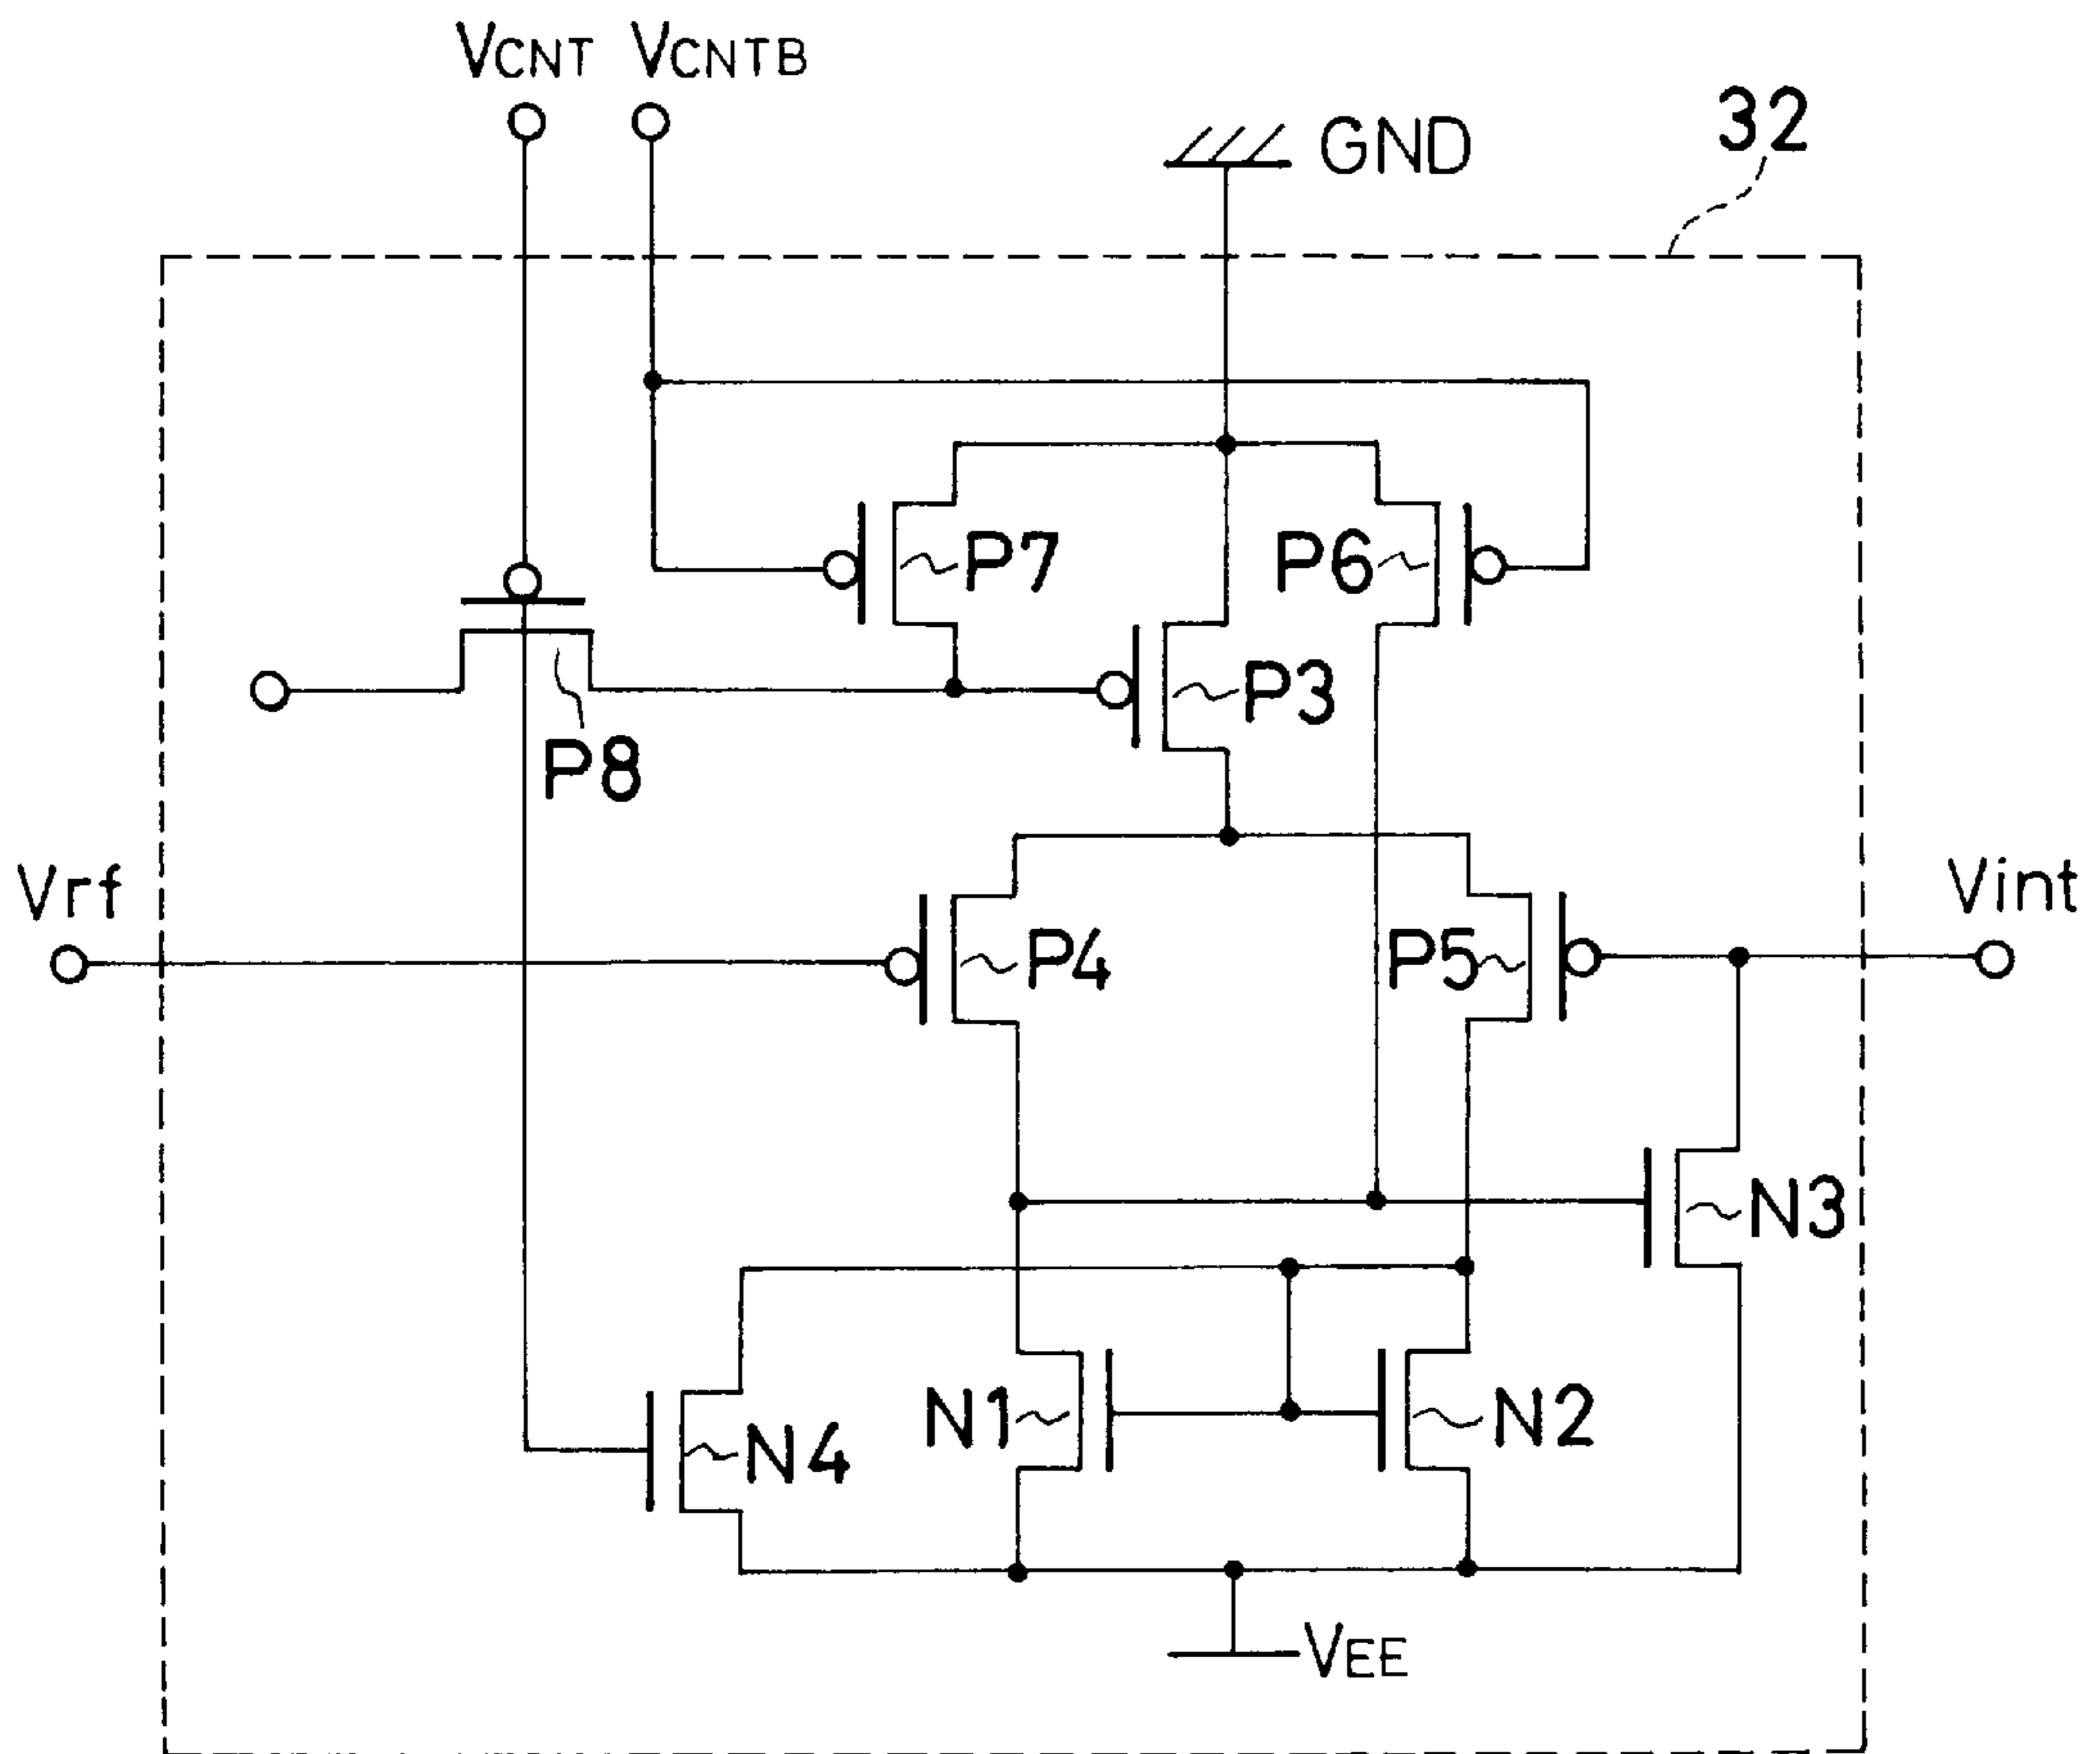 VCNT VCNTB
GND
32
P7
P6
P3
P8
Vrf
P4
P5
Vint
N3
N4
N1
N2
VEE